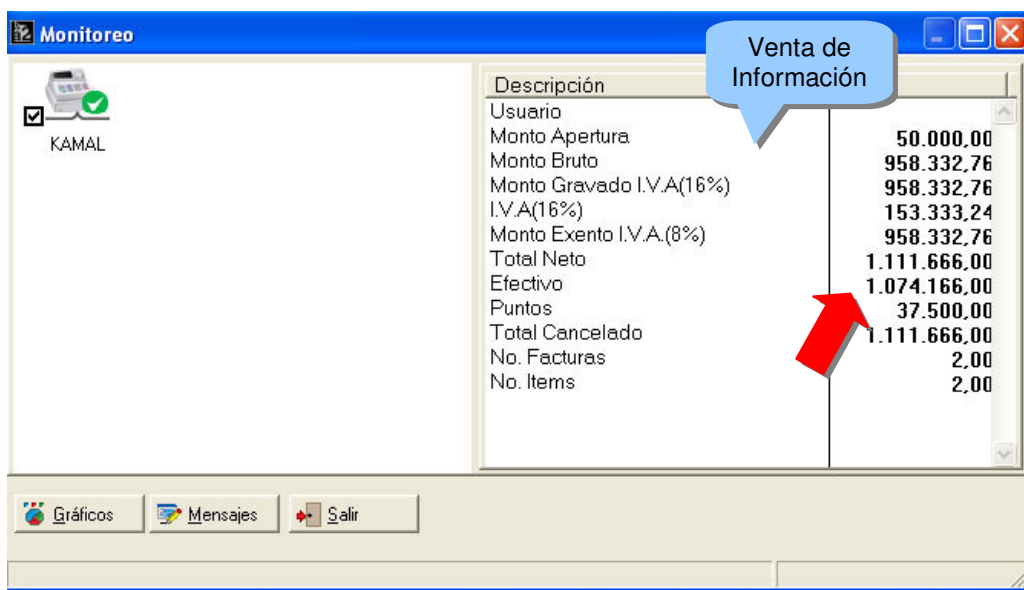 Monitoreo
Venta de
Información
KAMAL
Descripción
Usuario
Monto Apertura 50.000,00
Monto Bruto 958.332,76
Monto Gravado I.V.A(16%) 958.332,76
I.V.A(16%) 153.333,24
Monto Exento I.V.A.(8%) 958.332,76
Total Neto 1.111.666,00
Efectivo 1.074.166,00
Puntos 37.500,00
Total Cancelado 1.111.666,00
No. Facturas 2,00
No. Items 2,00
Gráficos Mensajes Salir